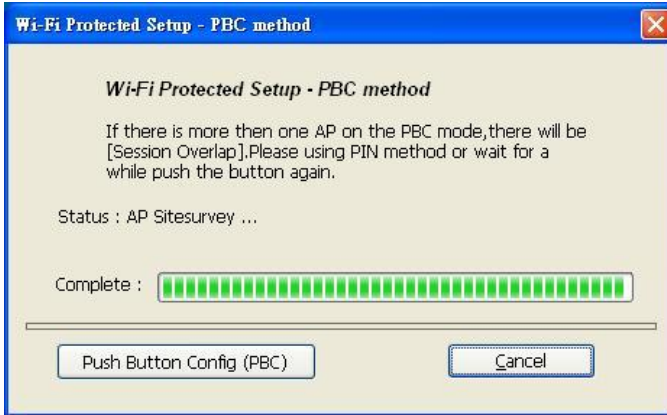 Wi-Fi Protected Setup - PBC method
Wi-Fi Protected Setup - PBC method
If there is more then one AP on the PBC mode,there will be
[Session Overlap].Please using PIN method or wait for a
while push the button again.
Status : AP Sitesurvey ...
Complete :
Push Button Config (PBC)
Cancel